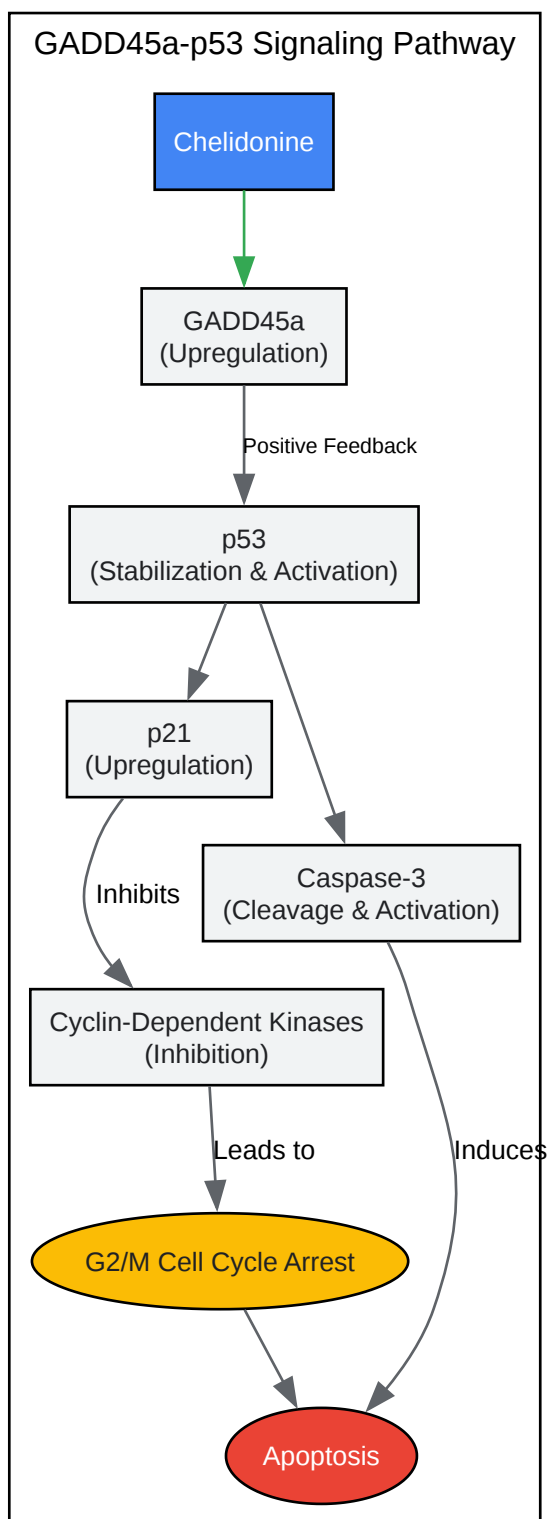 GADD45a-p53 Signaling Pathway
Chelidonine
GADD45a
(Upregulation)
Positive Feedback
p53
(Stabilization & Activation)
p21
(Upregulation)
Caspase-3
(Cleavage & Activation)
Inhibits
Cyclin-Dependent Kinases
(Inhibition)
Leads to
Induces
G2/M Cell Cycle Arrest
Apoptosis